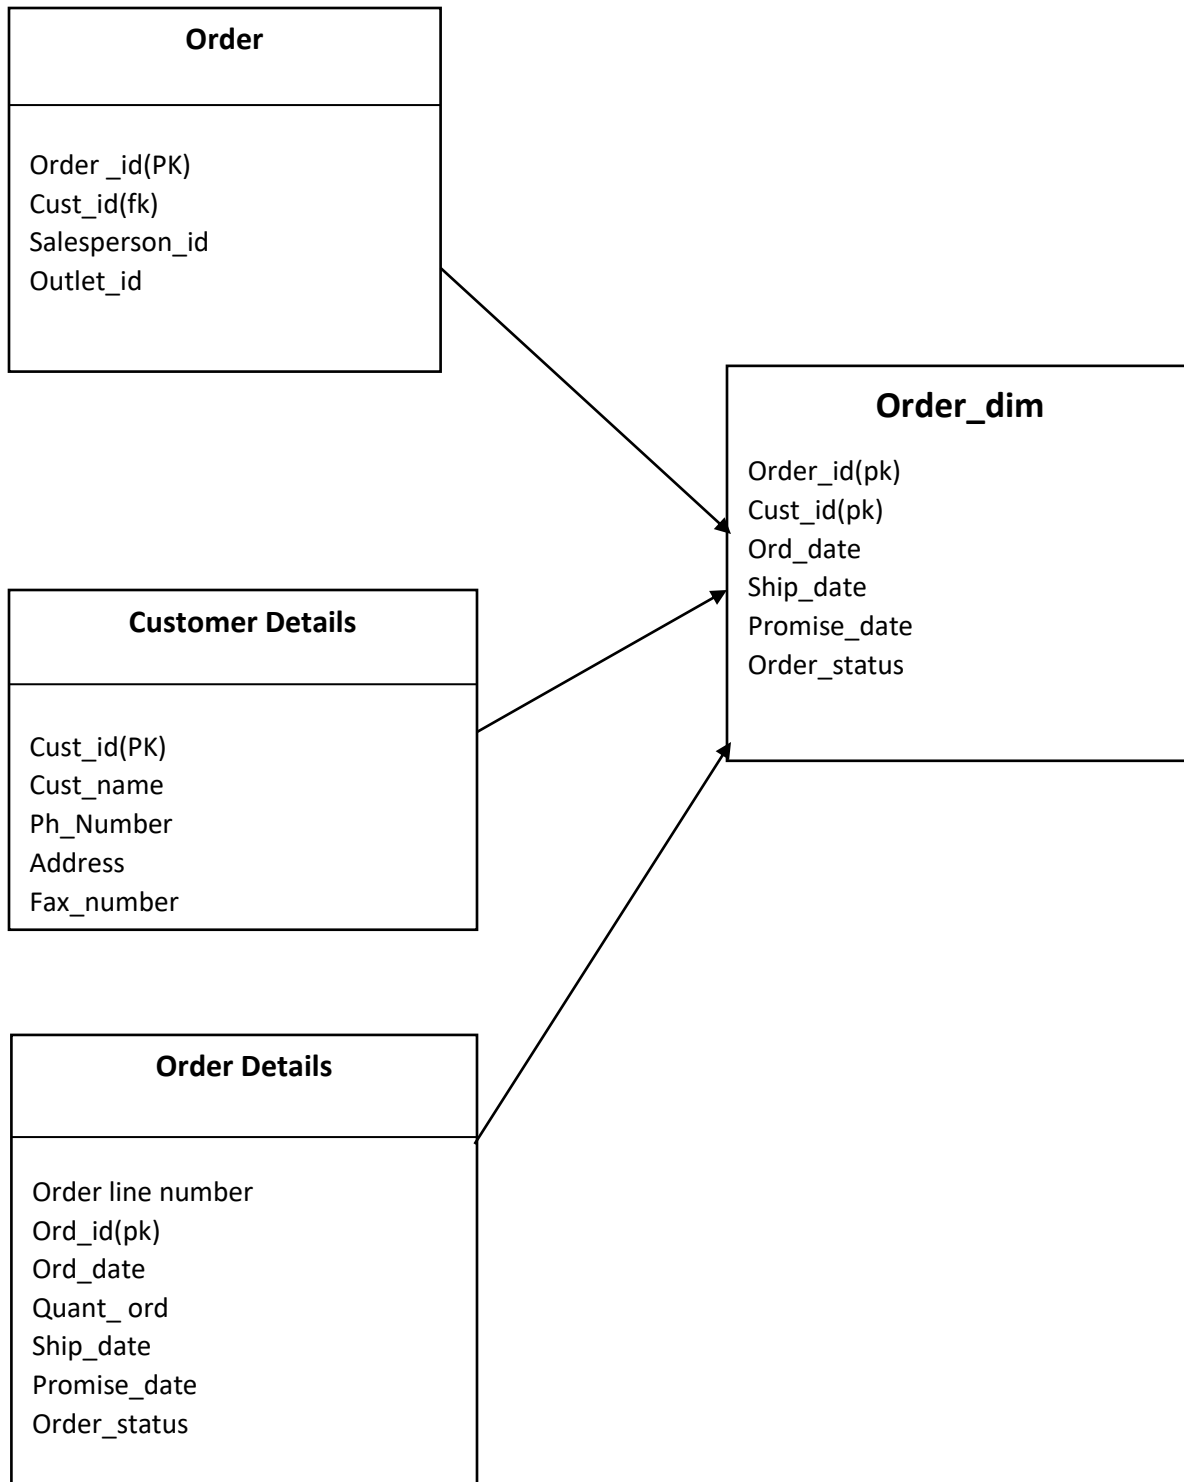 Order
Order _id(PK)
Cust_id(fk)
Salesperson_id
Outlet_id
Order_dim
Order_id(pk)
Cust_id(pk)
Ord_date
Ship_date
Promise_date
Order_status
Customer Details
Cust_id(PK)
Cust_name
Ph_Number
Address
Fax_number
Order Details
Order line number
Ord_id(pk)
Ord_date
Quant_ ord
Ship_date
Promise_date
Order_status